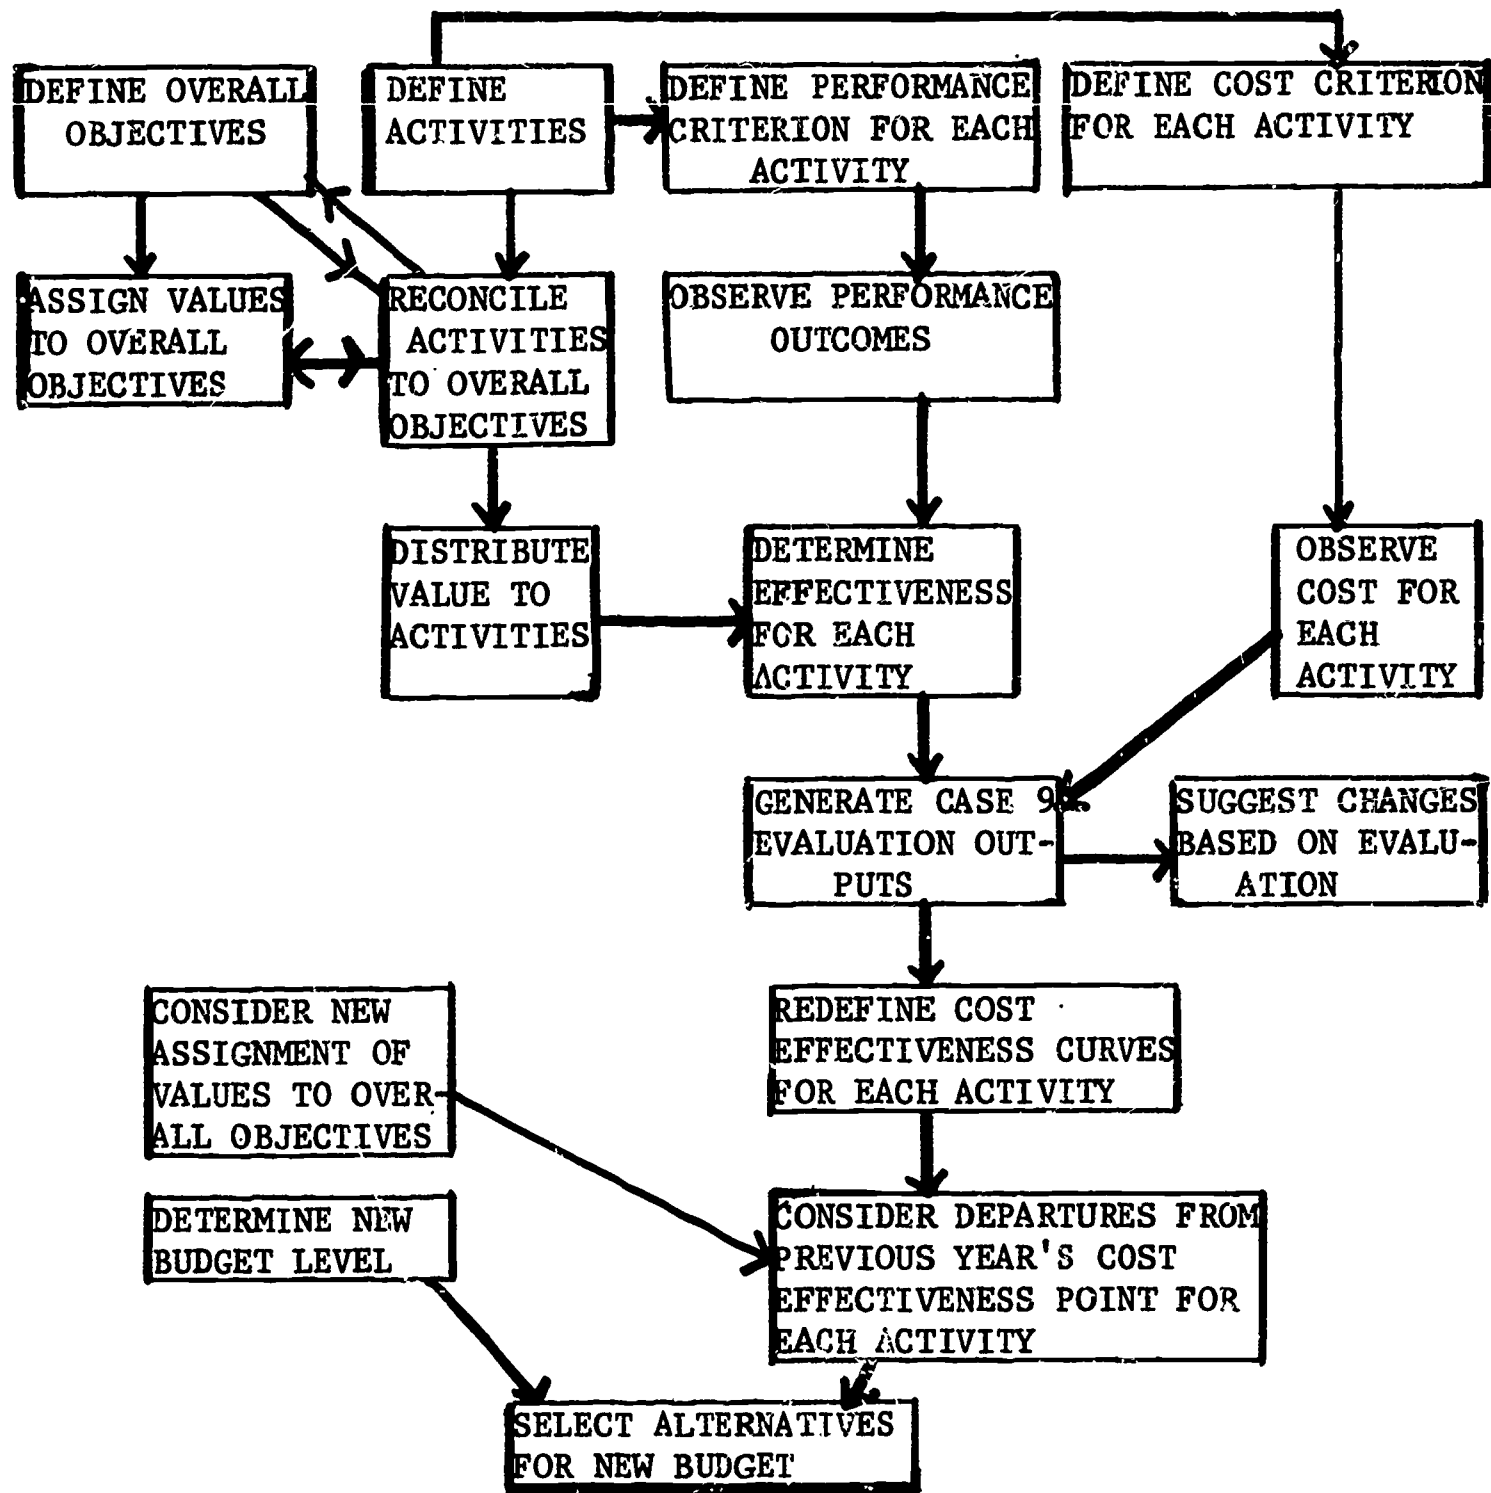 DEFINE OVERALL
OBJECTIVES
DEFINE
ACTIVITIES
DEFINE PERFORMANCE
CRITERION FOR EACH
ACTIVITY
DEFINE COST CRITERION
FOR EACH ACTIVITY
ASSIGN VALUES
TO OVERALL
OBJECTIVES
RECONCILE
ACTIVITIES
TO OVERALL
OBJECTIVES
OBSERVE PERFORMANCE
OUTCOMES
DISTRIBUTE
VALUE TO
ACTIVITIES
DETERMINE
EFFECTIVENESS
FOR EACH
ACTIVITY
OBSERVE
COST FOR
EACH
ACTIVITY
GENERATE CASE 9
EVALUATION OUT-
PUTS
SUGGEST CHANGES
BASED ON EVALU-
ATION
REDEFINE COST
EFFECTIVENESS CURVES
FOR EACH ACTIVITY
CONSIDER NEW
ASSIGNMENT OF
VALUES TO OVER-
ALL OBJECTIVES
DETERMINE NEW
BUDGET LEVEL
CONSIDER DEPARTURES FROM
PREVIOUS YEAR'S COST
EFFECTIVENESS POINT FOR
EACH ACTIVITY
SELECT ALTERNATIVES
FOR NEW BUDGET